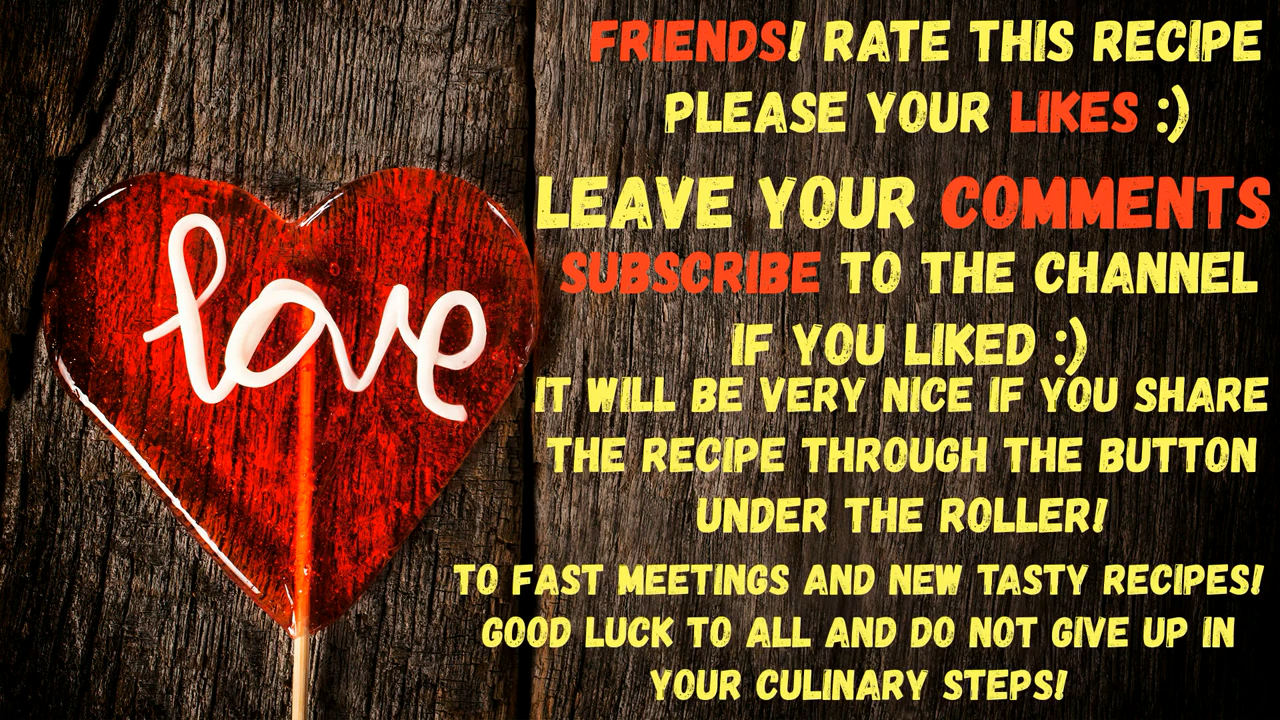 love
FRIENDS! RATE THIS RECIPE
PLEASE YOUR LIKES :)
LEAVE YOUR COMMENTS
SUBSCRIBE TO THE CHANNEL
IF YOU LIKED :)
IT WILL BE VERY NICE IF YOU SHARE
THE RECIPE THROUGH THE BUTTON
UNDER THE ROLLER!
TO FAST MEETINGS AND NEW TASTY RECIPES!
GOOD LUCK TO ALL AND DO NOT GIVE UP IN
YOUR CULINARY STEPS!